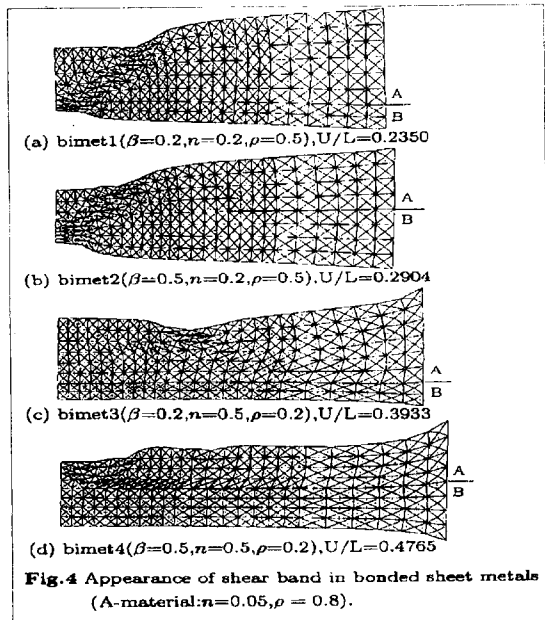 A
B
(a) bimet1(β=0.2,n=0.2,ρ=0.5),U/L=0.2350
A
B
(b) bimet2(β=0.5,n=0.2,ρ=0.5),U/L=0.2904
A
B
(c) bimet3(β=0.2,n=0.5,ρ=0.2),U/L=0.3933
A
B
(d) bimet4(β=0.5,n=0.5,ρ=0.2),U/L=0.4765
Fig.4 Appearance of shear band in bonded sheet metals
(A-material:n=0.05,ρ = 0.8).